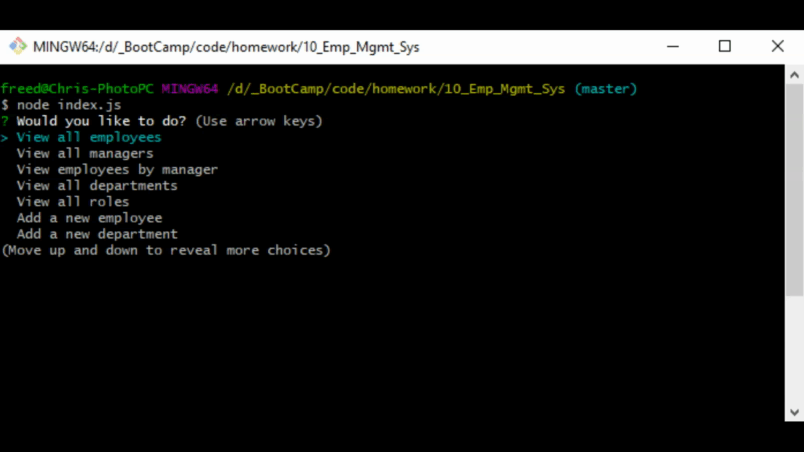 MINGW64:/d/_BootCamp/code/homework/10_Emp_Mgmt_Sys
freed@Chris-PhotoPC MINGW64 /d/_BootCamp/code/homework/10_Emp_Mgmt_Sys (master)
$ node index.js
? Would you like to do? (Use arrow keys)
> View all employees
View all managers
View employees by manager
View all departments
View all roles
Add a new employee
Add a new department
(Move up and down to reveal more choices)